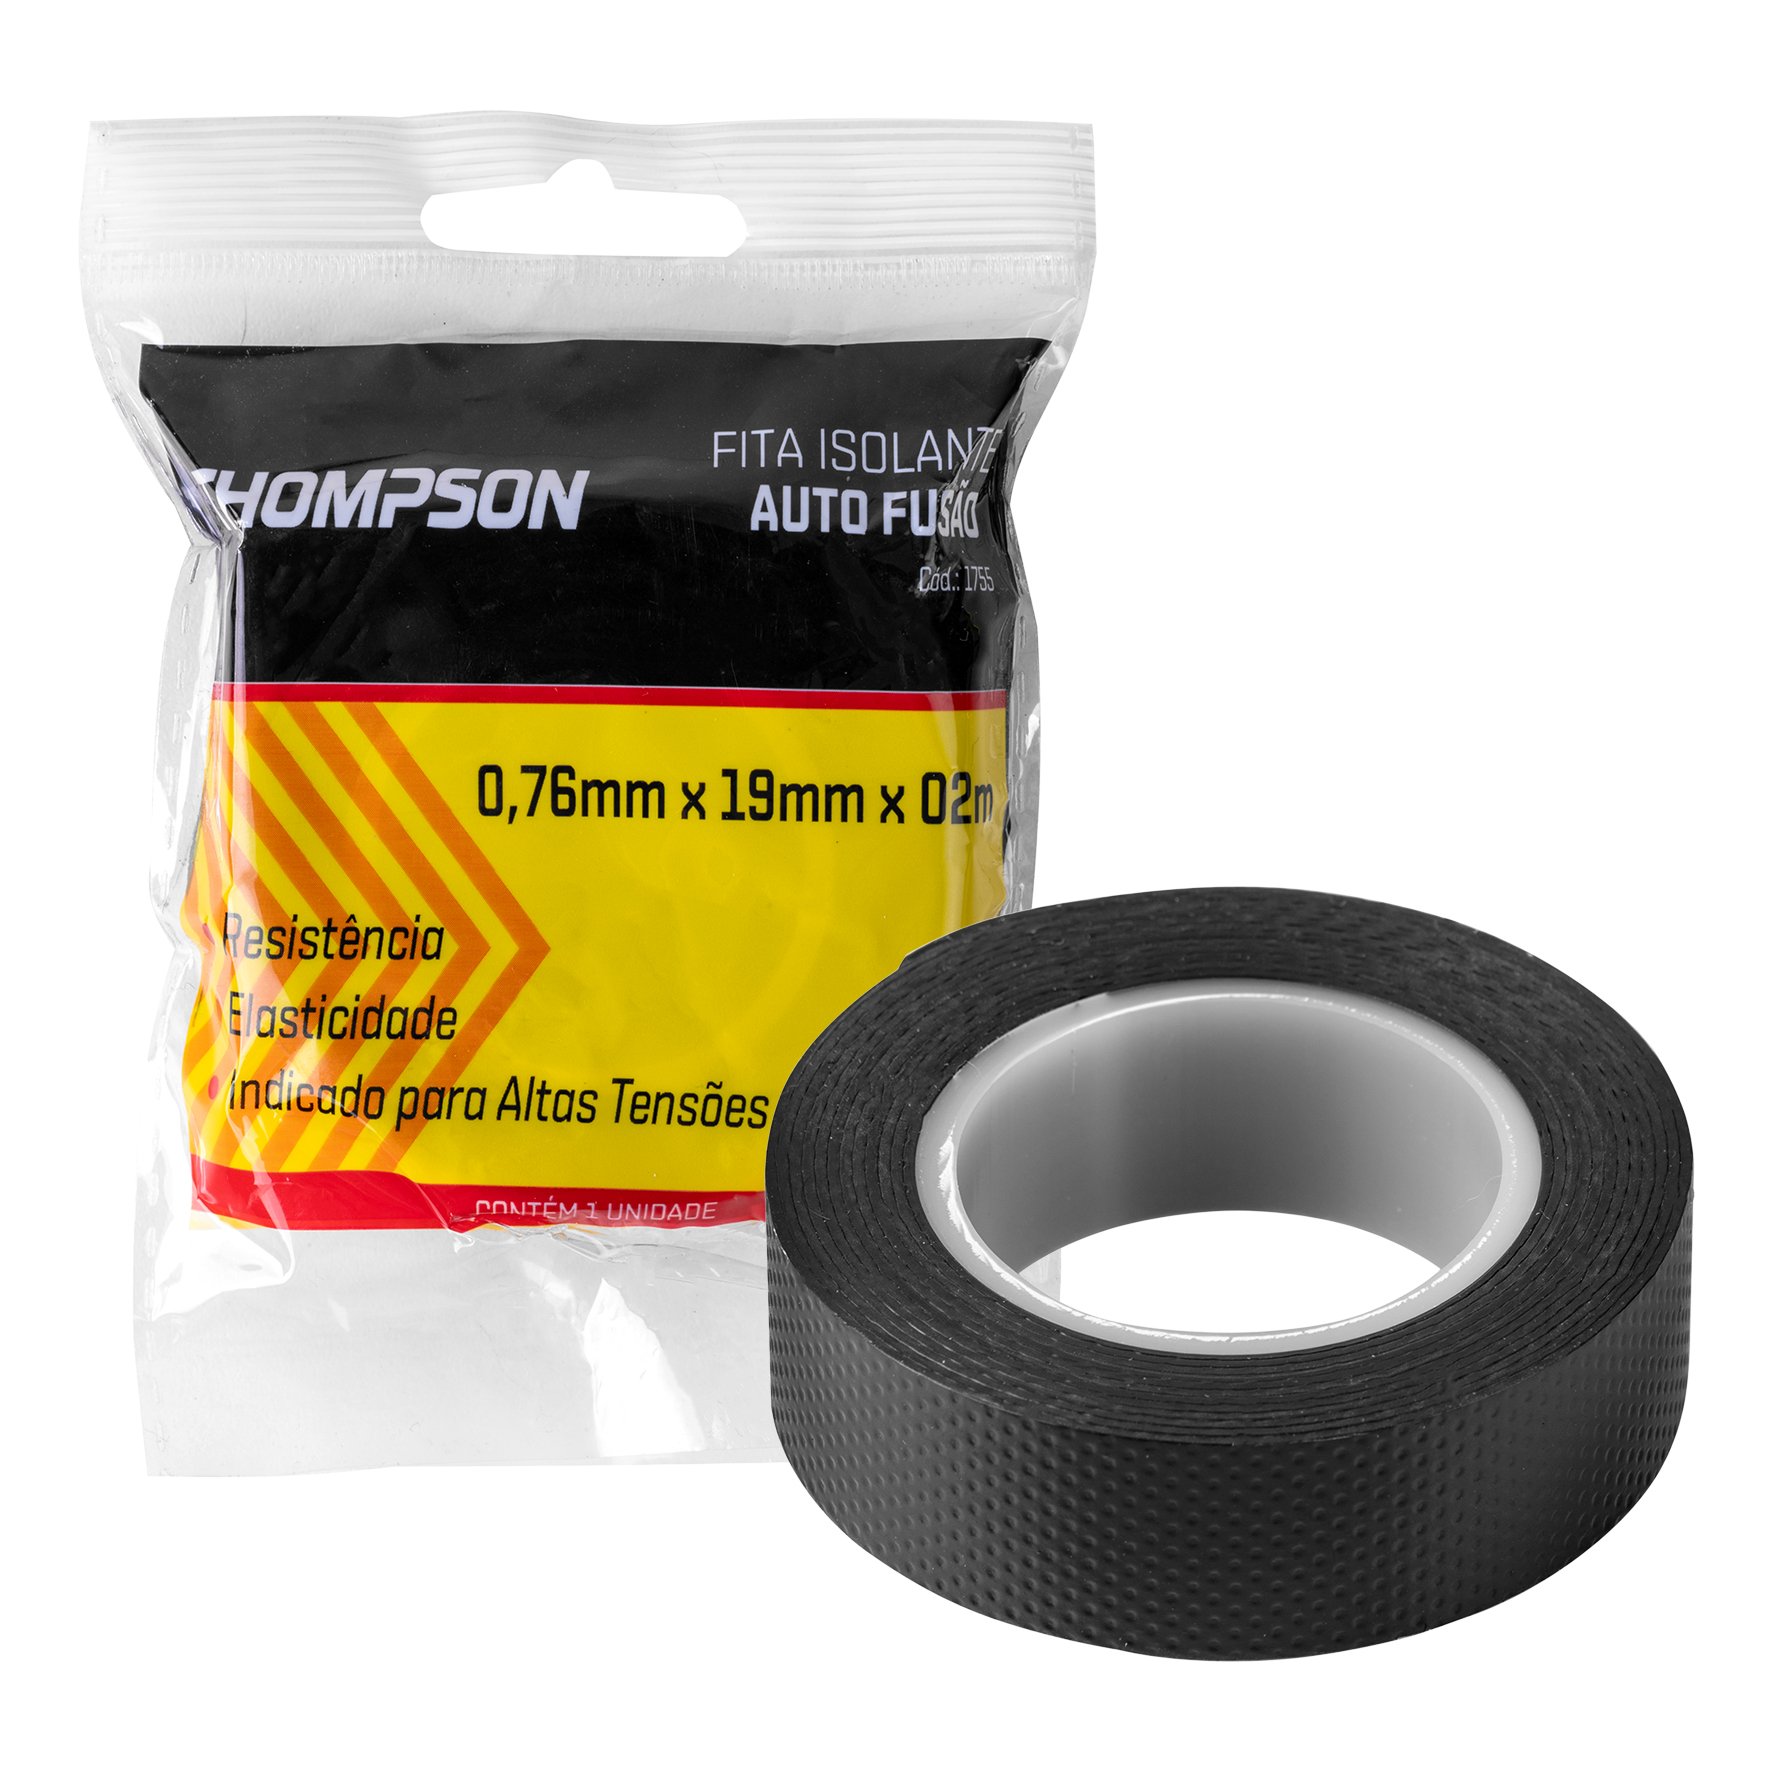 THOMPSON
FITA ISOLANTE
AUTO FUSÃO
Cód.: 1755
0,76mm x 19mm x 02m
• Resistência
Elasticidade
• Indicado para Altas Tensões
CONTÉM 1 UNIDADE